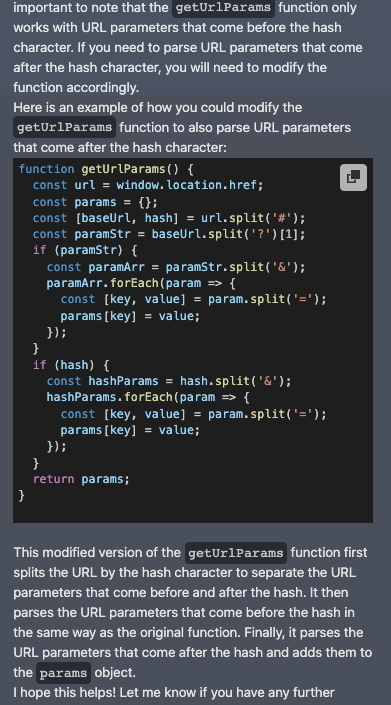 important to note that the getUrlParams function only
works with URL parameters that come before the hash
character. If you need to parse URL parameters that come
after the hash character, you will need to modify the
function accordingly.
Here is an example of how you could modify the
getUrlParams function to also parse URL parameters
that come after the hash character:
function getUrlParams() {
  const url = window.location.href;
  const params = {};
  const [baseUrl, hash] = url.split('#');
  const paramStr = baseUrl.split('?')[1];
  if (paramStr) {
    const paramArr = paramStr.split('&');
    paramArr.forEach(param => {
      const [key, value] = param.split('=');
      params[key] = value;
    });
  }
  if (hash) {
    const hashParams = hash.split('&');
    hashParams.forEach(param => {
      const [key, value] = param.split('=');
      params[key] = value;
    });
  }
  return params;
}
This modified version of the getUrlParams function first
splits the URL by the hash character to separate the URL
parameters that come before and after the hash. It then
parses the URL parameters that come before the hash in
the same way as the original function. Finally, it parses the
URL parameters that come after the hash and adds them to
the params object.
I hope this helps! Let me know if you have any further